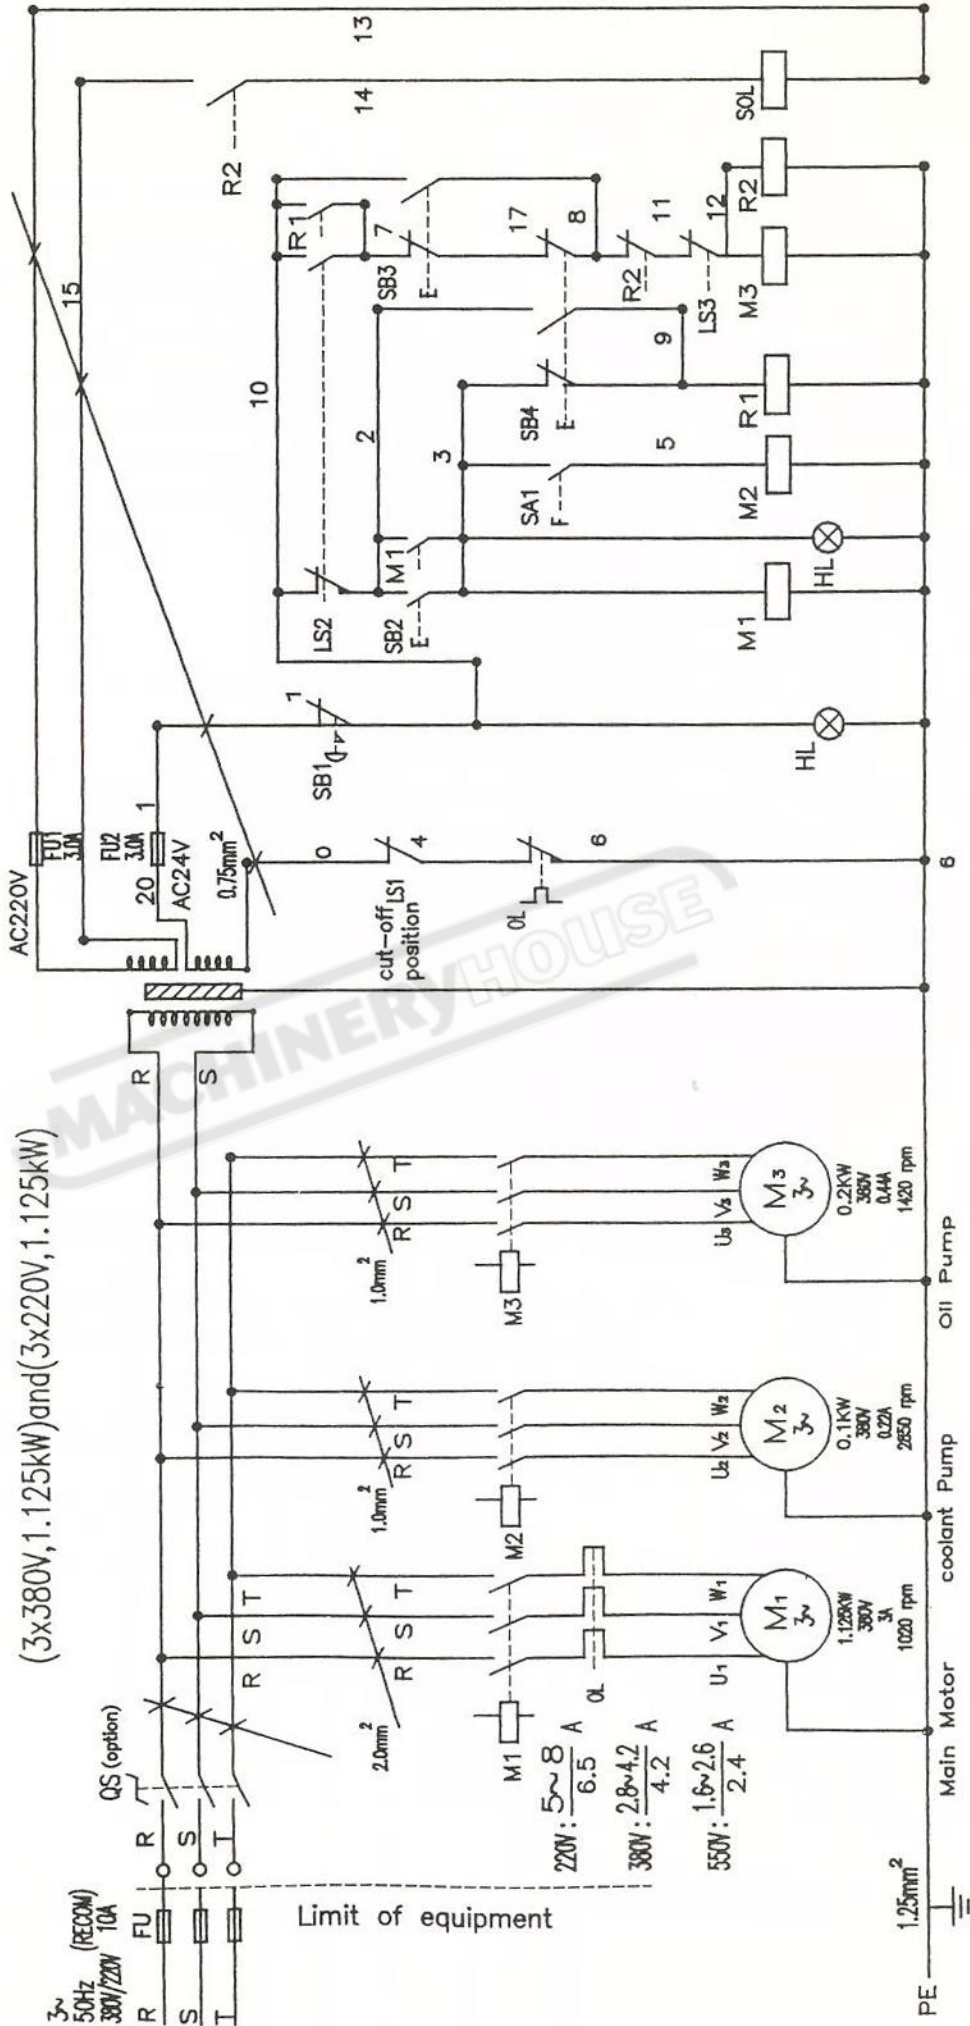 (3x380V,1.125kW)and(3x220V,1.125kW)
3~
50Hz (RECOM)
380V/220V 10A
R FU R
S S
T T
QS (option)
Limit of equipment
R S T
2.0mm²
R S T
M1
OL
U1 V1 W1
M1
3~
1.125KW
380V
3A
1020 rpm
Main Motor
220V: 5~8 A
6.5
380V: 2.8~4.2 A
4.2
550V: 1.6~2.6 A
2.4
1.0mm²
R S T
M2
U2 V2 W2
M2
3~
0.1KW
380V
0.22A
2850 rpm
coolant Pump
1.0mm²
R S T
M3
U3 V3 W3
M3
3~
0.2KW
380V
0.44A
1420 rpm
Oil Pump
PE
1.25mm²
R
S
AC220V
FU1
3.0A
FU2
3.0A
20
1
AC24V
0.75mm²
0
cut-off
position
LS1
4
OL
6
6
SB1
1
HL
10
LS2
2
SB2
M1
3
M1
HL
SA1
F
5
M2
SB4
E
9
R1
R1
7
SB3
E
17
8
R2
11
LS3
12
M3
R2
15
R2
14
SOL
13
E
MACHINERYHOUSE